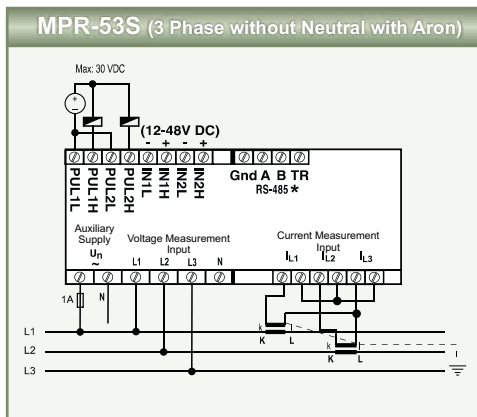 MPR-53S (3 Phase without Neutral with Aron)
Max: 30 VDC
+
−
(12-48V DC)
- + - +
PUL1L PUL1H PUL2L PUL2H IN1L IN1H IN2L IN2H
Gnd A B TR
RS-485 *
Auxiliary
Supply
Un
~
Voltage Measurement
Input
L1 L2 L3 N
Current Measurement
Input
IL1 IL2 IL3
1A N
L1
k l
K L
L2
k l
K L
L3